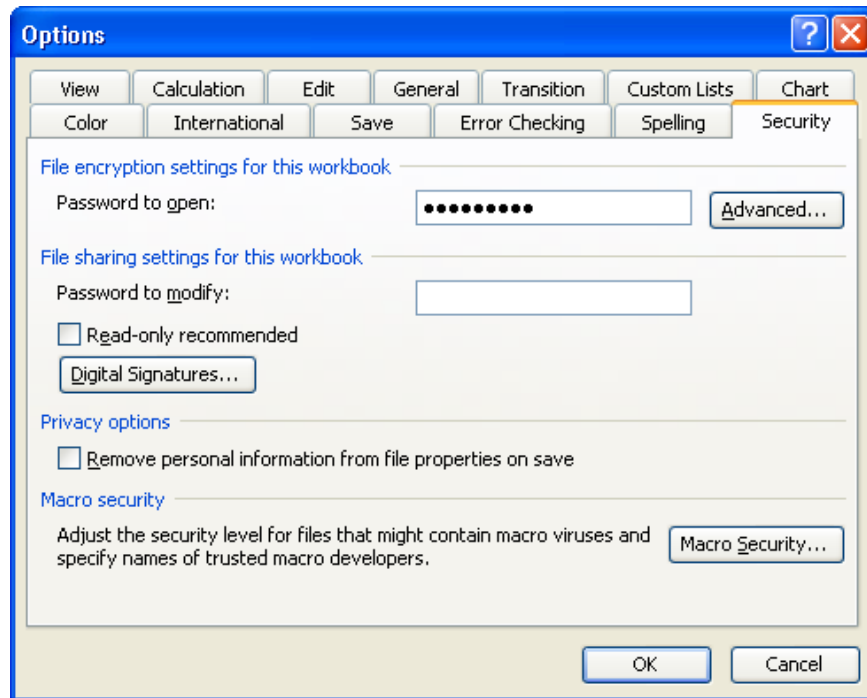 Options
View Calculation Edit General Transition Custom Lists Chart
Color International Save Error Checking Spelling Security
File encryption settings for this workbook
Password to open: ●●●●●●●●● Advanced...
File sharing settings for this workbook
Password to modify:
Read-only recommended
Digital Signatures...
Privacy options
Remove personal information from file properties on save
Macro security
Adjust the security level for files that might contain macro viruses and
specify names of trusted macro developers.
Macro Security...
OK Cancel